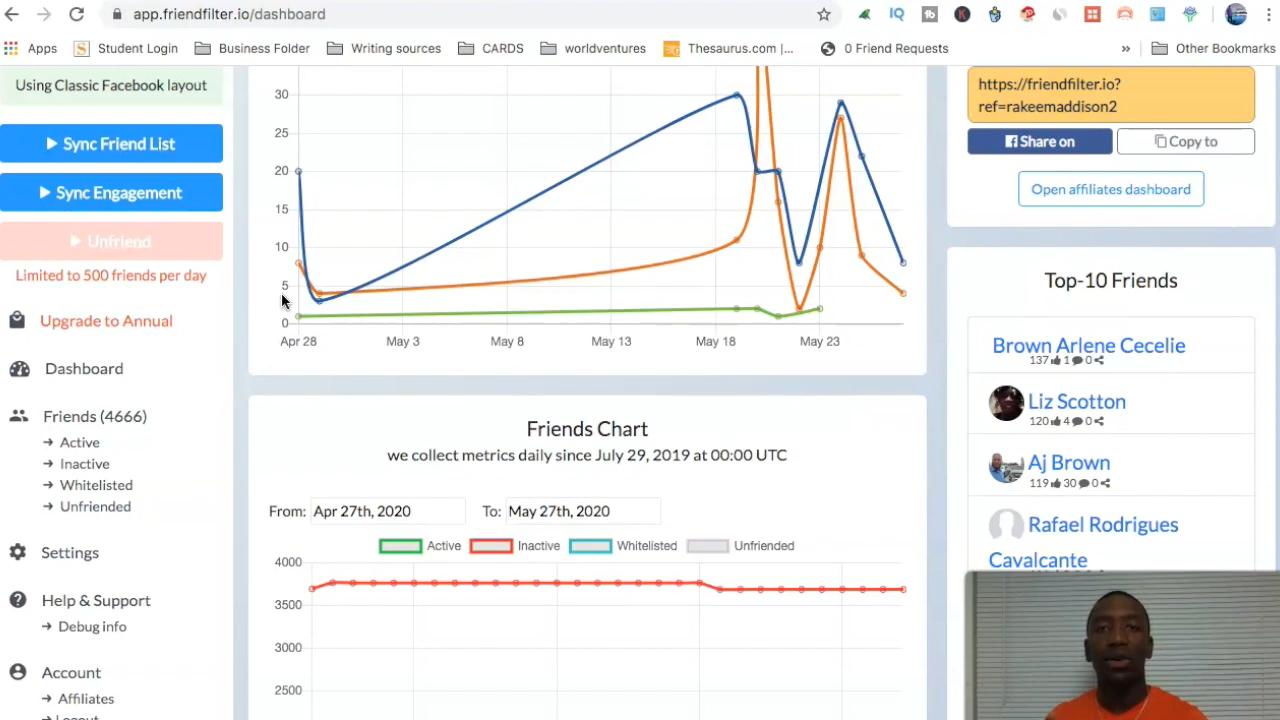 app.friendfilter.io/dashboard
Apps
Student Login
Business Folder
Writing sources
CARDS
worldventures
Thesaurus.com |...
0 Friend Requests
»
Other Bookmarks
Using Classic Facebook layout
Sync Friend List
Sync Engagement
Unfriend
Limited to 500 friends per day
Upgrade to Annual
Dashboard
Friends (4666)
→ Active
→ Inactive
→ Whitelisted
→ Unfriended
Settings
Help & Support
→ Debug info
Account
→ Affiliates
→ Logout
30
25
20
15
10
5
0
Apr 28 May 3 May 8 May 13 May 18 May 23
Friends Chart
we collect metrics daily since July 29, 2019 at 00:00 UTC
From: Apr 27th, 2020 To: May 27th, 2020
Active Inactive Whitelisted Unfriended
4000
3500
3000
2500
https://friendfilter.io?
ref=rakeemaddison2
Share on
Copy to
Open affiliates dashboard
Top-10 Friends
Brown Arlene Cecelie
137 1 0
Liz Scotton
120 4 0
Aj Brown
119 30 0
Rafael Rodrigues
Cavalcante